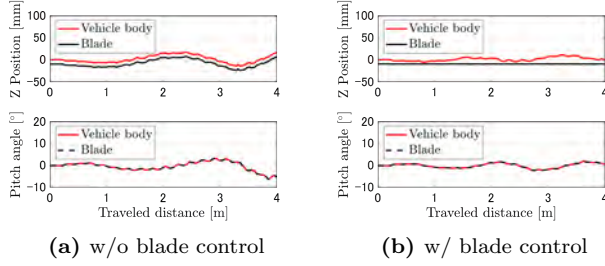 Z Position [mm]
100
50
0
−50
Vehicle body
Blade
0 1 2 3 4
Pitch angle [°]
20
10
0
−10
Vehicle body
Blade
0 1 2 3 4
Traveled distance [m]
(a) w/o blade control
Z Position [mm]
100
50
0
−50
Vehicle body
Blade
0 1 2 3 4
Pitch angle [°]
20
10
0
−10
Vehicle body
Blade
0 1 2 3 4
Traveled distance [m]
(b) w/ blade control